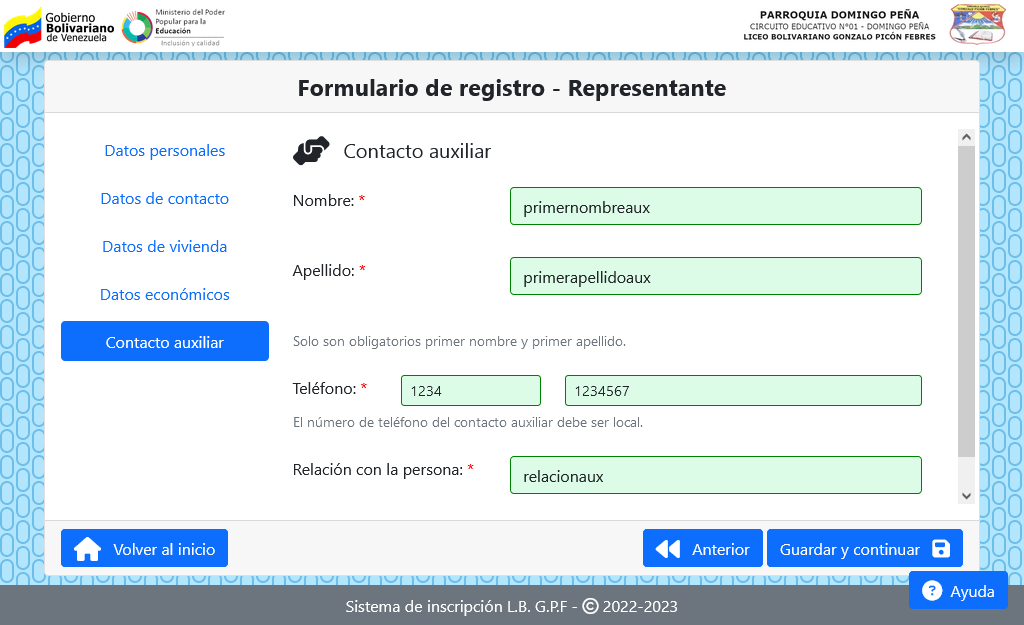 Gobierno
Bolivariano
de Venezuela
Ministerio del Poder
Popular para la
Educación
Inclusión y calidad
PARROQUIA DOMINGO PEÑA
CIRCUITO EDUCATIVO N°01 - DOMINGO PEÑA
LICEO BOLIVARIANO GONZALO PICÓN FEBRES
Formulario de registro - Representante
Datos personales
Datos de contacto
Datos de vivienda
Datos económicos
Contacto auxiliar
Contacto auxiliar
Nombre: * primernombreaux
Apellido: * primerapellidoaux
Solo son obligatorios primer nombre y primer apellido.
Teléfono: * 1234 1234567
El número de teléfono del contacto auxiliar debe ser local.
Relación con la persona: * relacionaux
Volver al inicio Anterior Guardar y continuar
? Ayuda
Sistema de inscripción L.B. G.P.F - © 2022-2023